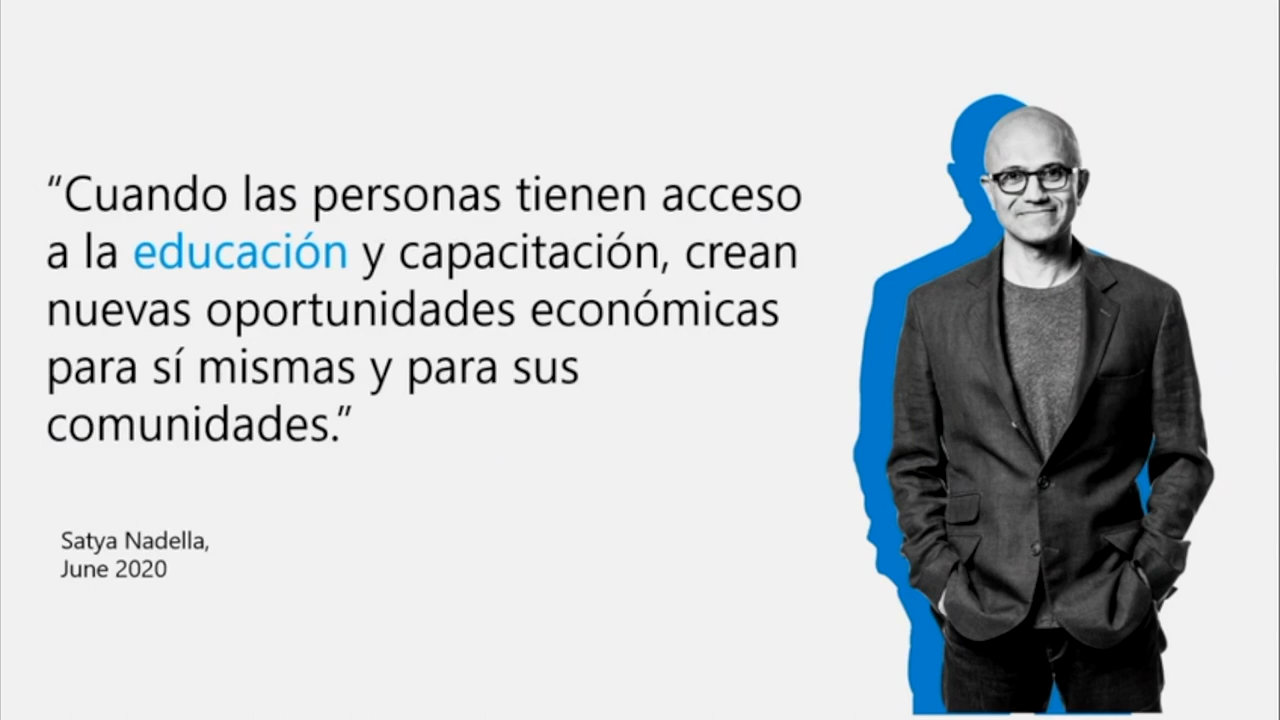 “Cuando las personas tienen acceso
a la educación y capacitación, crean
nuevas oportunidades económicas
para sí mismas y para sus
comunidades.”
Satya Nadella,
June 2020